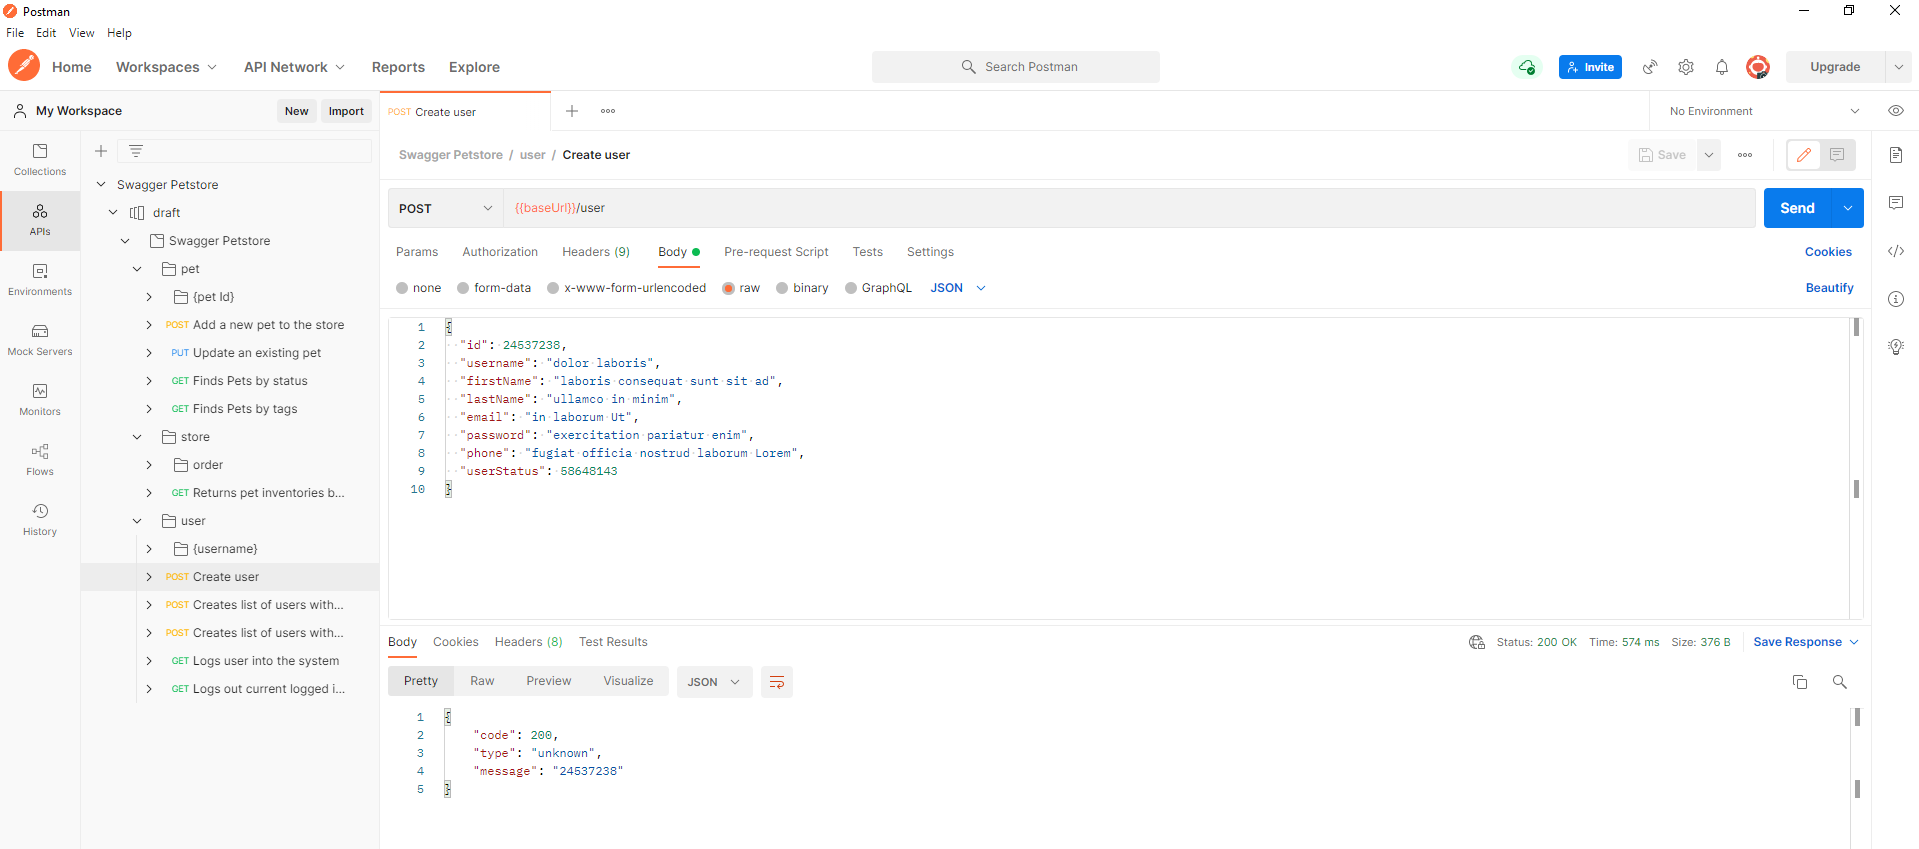 Postman
File Edit View Help
Home Workspaces API Network Reports Explore Search Postman Invite Upgrade
My Workspace New Import
POST Create user No Environment
Collections
APIs
Environments
Mock Servers
Monitors
Flows
History
Swagger Petstore
draft
Swagger Petstore
pet
{pet Id}
POST Add a new pet to the store
PUT Update an existing pet
GET Finds Pets by status
GET Finds Pets by tags
store
order
GET Returns pet inventories b...
user
{username}
POST Create user
POST Creates list of users with...
POST Creates list of users with...
GET Logs user into the system
GET Logs out current logged i...
Swagger Petstore / user / Create user Save
POST {{baseUrl}}/user Send
Params Authorization Headers (9) Body Pre-request Script Tests Settings Cookies
none form-data x-www-form-urlencoded raw binary GraphQL JSON Beautify
1 {
2 "id": 24537238,
3 "username": "dolor laboris",
4 "firstName": "laboris consequat sunt sit ad",
5 "lastName": "ullamco in minim",
6 "email": "in laborum Ut",
7 "password": "exercitation pariatur enim",
8 "phone": "fugiat officia nostrud laborum Lorem",
9 "userStatus": 58648143
10 }
Body Cookies Headers (8) Test Results Status: 200 OK Time: 574 ms Size: 376 B Save Response
Pretty Raw Preview Visualize JSON
1 {
2 "code": 200,
3 "type": "unknown",
4 "message": "24537238"
5 }